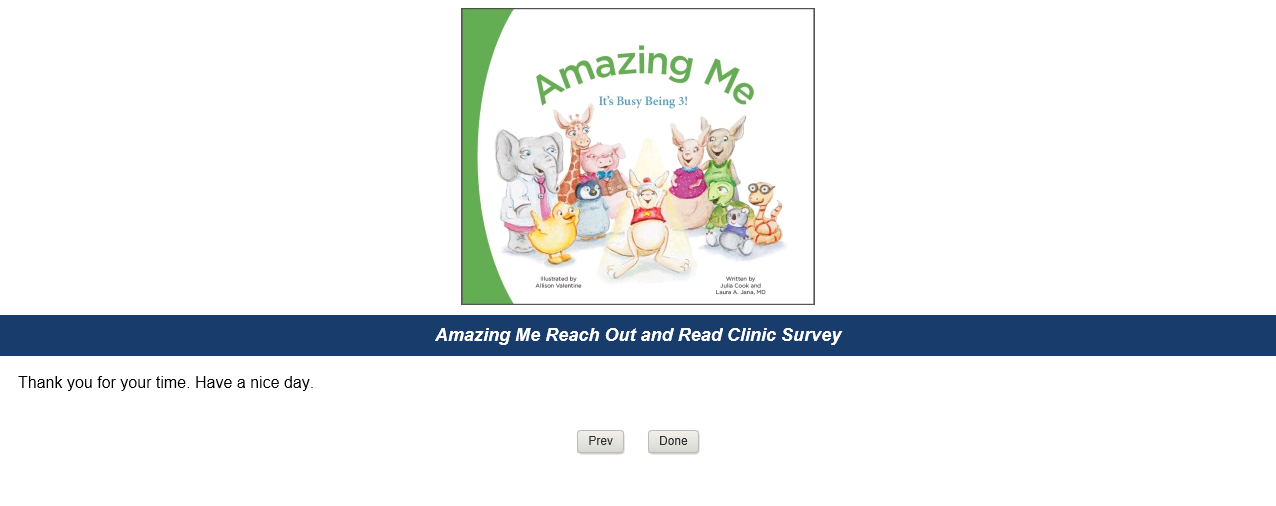 Amazing Me
It's Busy Being 3!
Illustrated by
Allison Valentine
Written by
Julia Cook and
Laura A. Jana, MD
Amazing Me Reach Out and Read Clinic Survey
Thank you for your time. Have a nice day.
Prev
Done